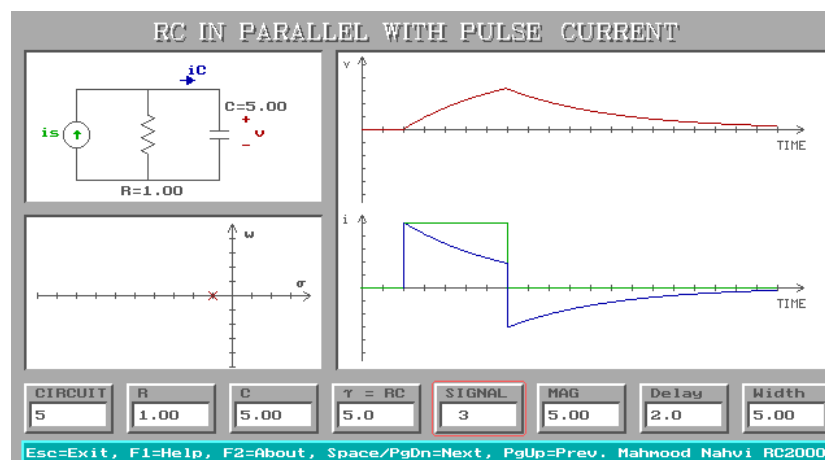 RC IN PARALLEL WITH PULSE CURRENT
iC
C=5.00
+
is
v
-
R=1.00
v
TIME
ω
σ
i
TIME
CIRCUIT R C γ = RC SIGNAL MAG Delay Width
5 1.00 5.00 5.0 3 5.00 2.0 5.00
Esc=Exit, F1=Help, F2=About, Space/PgDn=Next, PgUp=Prev. Mahmood Nahvi RC2000